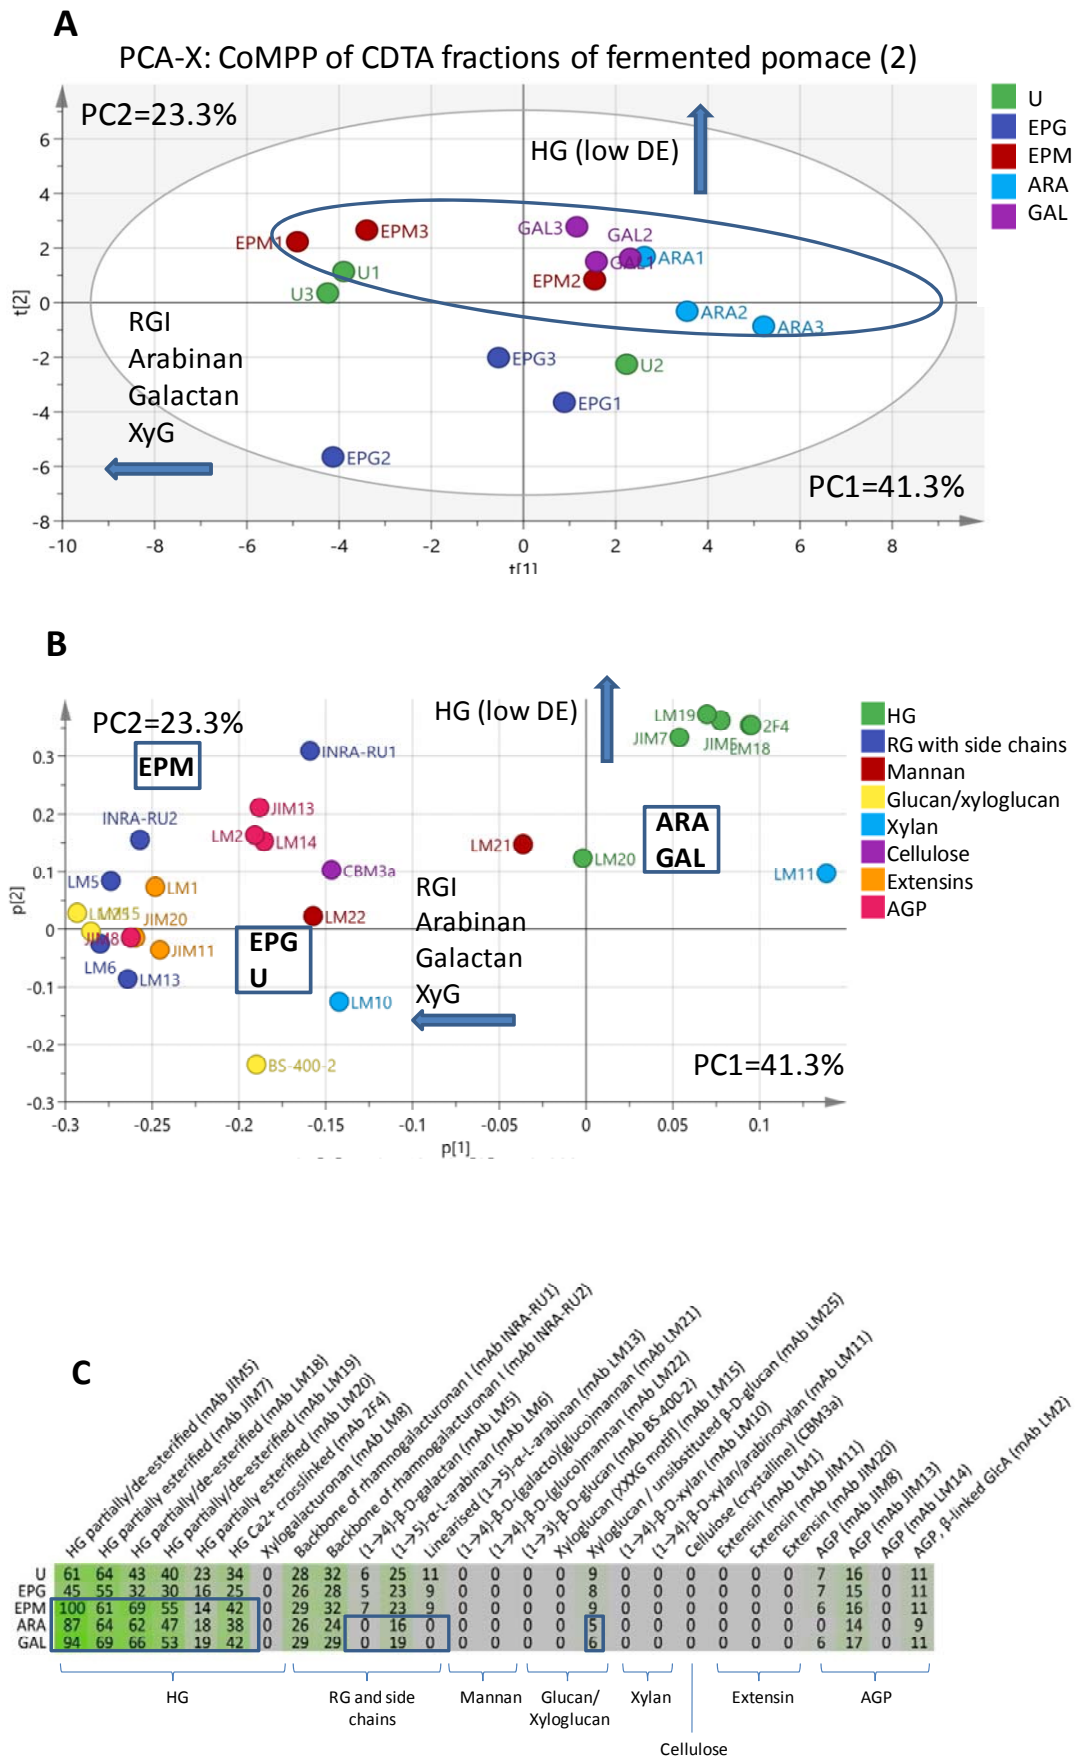 A
PCA-X: CoMPP of CDTA fractions of fermented pomace (2)
PC2=23.3%
HG (low DE)
U
EPG
EPM
ARA
GAL
6
4
2
0
-2
-4
-6
-8
t[2]
EPM1
EPM3
GAL3
GAL2
GAL1
ARA1
U1
EPM2
U3
ARA2
ARA3
RGI
Arabinan
Galactan
XyG
EPG3
U2
EPG1
EPG2
PC1=41.3%
-10 -8 -6 -4 -2 0 2 4 6 8
t[1]
B
PC2=23.3%
HG (low DE)
EPM
HG
RG with side chains
Mannan
Glucan/xyloglucan
Xylan
Cellulose
Extensins
AGP
0.3
0.2
0.1
0
-0.1
-0.2
-0.3
p[2]
LM19
2F4
JIM7
JIM5
LM18
INRA-RU1
JIM13
INRA-RU2
LM2
LM14
LM21
LM20
ARA
GAL
LM5
LM1
CBM3a
LM11
RGI
Arabinan
Galactan
XyG
LM25
LM15
JIM20
LM22
JIM8
JIM11
EPG
U
LM6
LM13
LM10
BS-400-2
PC1=41.3%
-0.3 -0.25 -0.2 -0.15 -0.1 -0.05 0 0.05 0.1
p[1]
C
HG partially/de-esterified (mAb JIM5)
HG partially esterified (mAb JIM7)
HG partially/de-esterified (mAb LM18)
HG partially/de-esterified (mAb LM19)
HG partially esterified (mAb LM20)
HG Ca2+ crosslinked (mAb 2F4)
Xylogalacturonan (mAb LM8)
Backbone of rhamnogalacturonan I (mAb INRA-RU1)
Backbone of rhamnogalacturonan I (mAb INRA-RU2)
(1→4)-β-D-galactan (mAb LM5)
(1→5)-α-L-arabinan (mAb LM6)
Linearised (1→5)-α-L-arabinan (mAb LM13)
(1→4)-β-D-(galacto)(gluco)mannan (mAb LM21)
(1→4)-β-D-(gluco)mannan (mAb LM22)
(1→3)-β-D-glucan (mAb BS-400-2)
Xyloglucan (XXXG motif) (mAb LM15)
Xyloglucan / unsibstituted β-D-glucan (mAb LM25)
(1→4)-β-D-xylan (mAb LM10)
(1→4)-β-D-xylan/arabinoxylan (mAb LM11)
Cellulose (crystalline) (CBM3a)
Extensin (mAb LM1)
Extensin (mAb JIM11)
Extensin (mAb JIM20)
AGP (mAb JIM8)
AGP (mAb JIM13)
AGP (mAb LM14)
AGP, β-linked GlcA (mAb LM2)
U 61 64 43 40 23 34 0 28 32 6 25 11 0 0 0 0 9 0 0 0 0 0 0 7 16 0 11
EPG 45 55 32 30 16 25 0 26 28 5 23 9 0 0 0 0 8 0 0 0 0 0 0 7 15 0 11
EPM 100 61 69 55 14 42 0 29 32 7 23 9 0 0 0 0 9 0 0 0 0 0 0 6 16 0 11
ARA 87 64 62 47 18 38 0 26 24 0 16 0 0 0 0 0 5 0 0 0 0 0 0 0 14 0 9
GAL 94 69 66 53 19 42 0 29 29 0 19 0 0 0 0 0 6 0 0 0 0 0 0 6 17 0 11
HG
RG and side
chains
Mannan
Glucan/
Xyloglucan
Xylan
Extensin
AGP
Cellulose